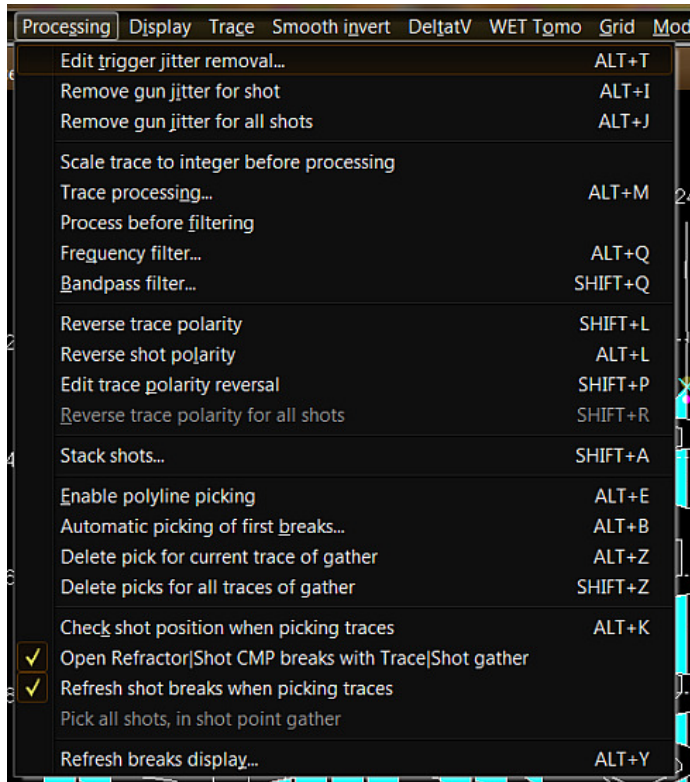 Processing Display Trace Smooth invert DeltatV WET Tomo Grid Mod
Edit trigger jitter removal... ALT+T
Remove gun jitter for shot ALT+I
Remove gun jitter for all shots ALT+J
Scale trace to integer before processing
Trace processing... ALT+M
Process before filtering
Frequency filter... ALT+Q
Bandpass filter... SHIFT+Q
Reverse trace polarity SHIFT+L
Reverse shot polarity ALT+L
Edit trace polarity reversal SHIFT+P
Reverse trace polarity for all shots SHIFT+R
Stack shots... SHIFT+A
Enable polyline picking ALT+E
Automatic picking of first breaks... ALT+B
Delete pick for current trace of gather ALT+Z
Delete picks for all traces of gather SHIFT+Z
Check shot position when picking traces ALT+K
Open Refractor|Shot CMP breaks with Trace|Shot gather
Refresh shot breaks when picking traces
Pick all shots, in shot point gather
Refresh breaks display... ALT+Y